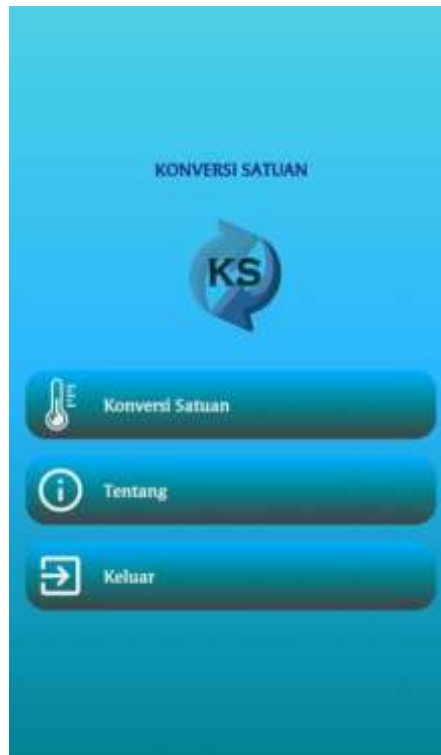 KONVERSI SATUAN
KS
Konversi Satuan
Tentang
Keluar